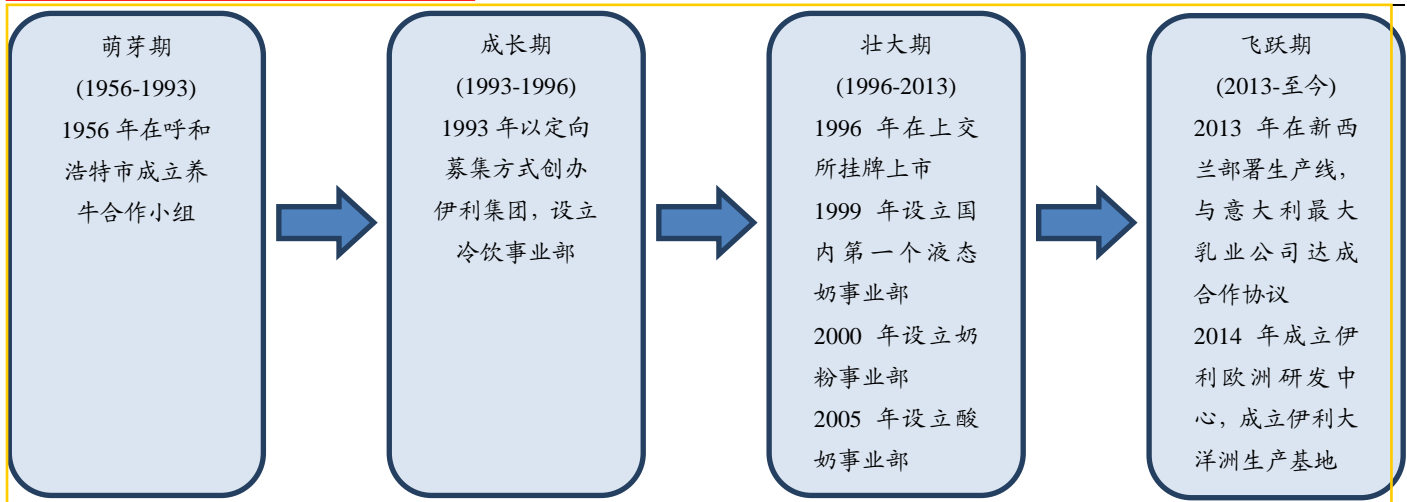 萌芽期
(1956-1993)
1956 年在呼和
浩特市成立养
牛合作小组
成长期
(1993-1996)
1993 年以定向
募集方式创办
伊利集团，设立
冷饮事业部
壮大期
(1996-2013)
1996 年在上交
所挂牌上市
1999 年设立国
内第一个液态
奶事业部
2000 年设立奶
粉事业部
2005 年设立酸
奶事业部
飞跃期
(2013-至今)
2013 年在新西
兰部署生产线，
与意大利最大
乳业公司达成
合作协议
2014 年成立伊
利欧洲研发中
心，成立伊利大
洋洲生产基地